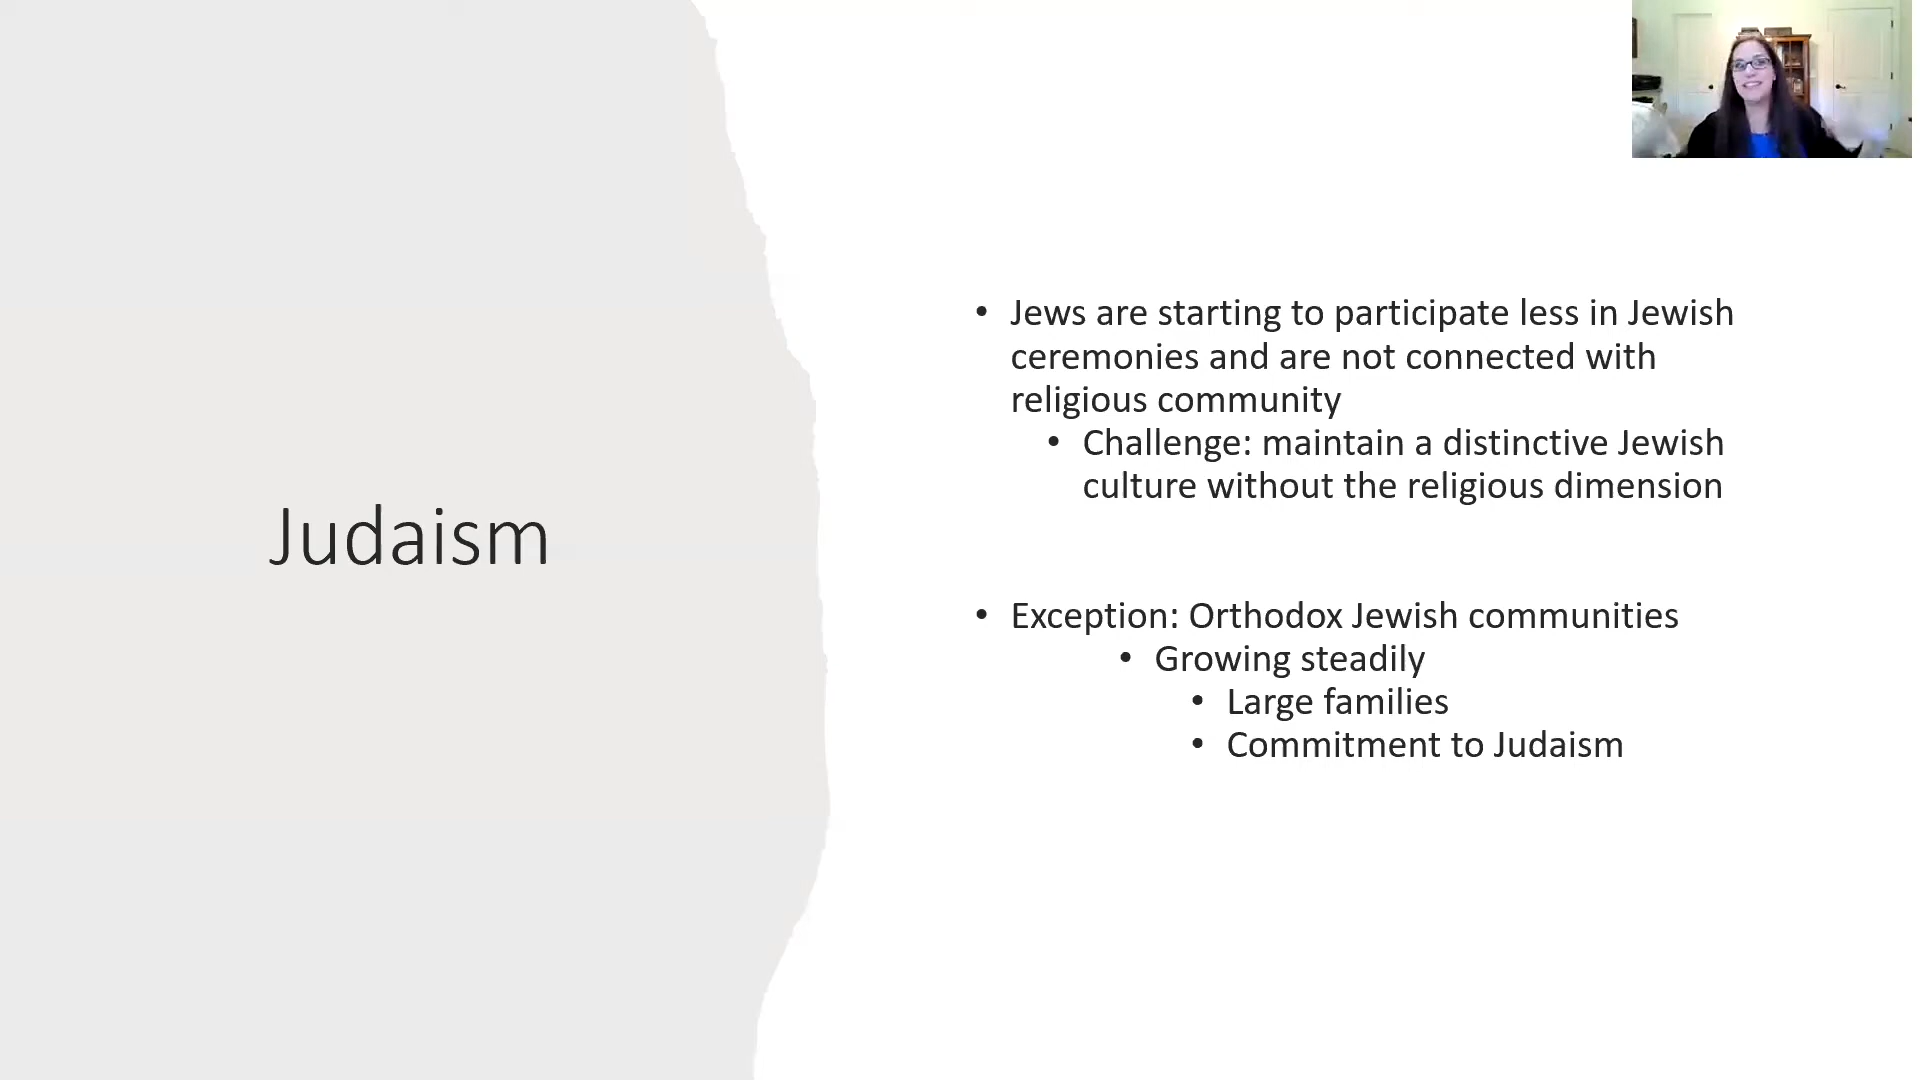 Judaism
• Jews are starting to participate less in Jewish
ceremonies and are not connected with
religious community
• Challenge: maintain a distinctive Jewish
culture without the religious dimension
• Exception: Orthodox Jewish communities
• Growing steadily
• Large families
• Commitment to Judaism